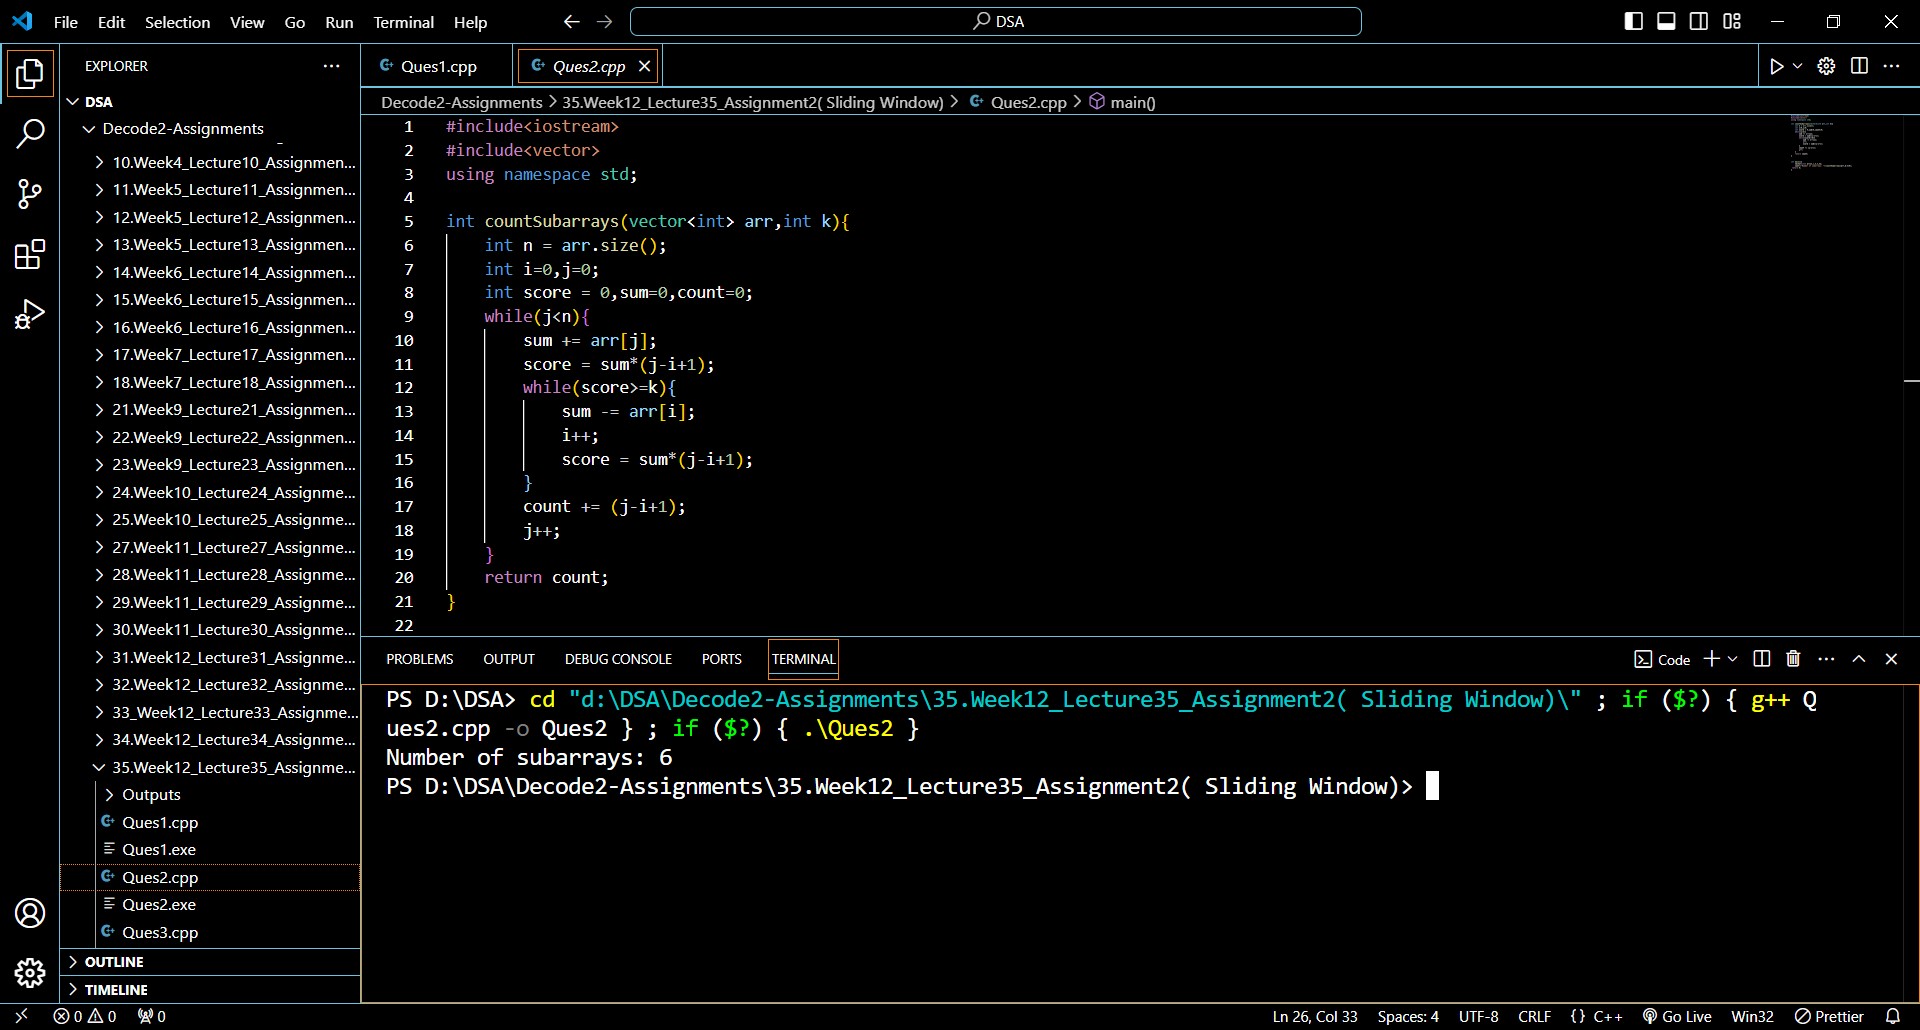 File Edit Selection View Go Run Terminal Help
DSA
EXPLORER
DSA
Decode2-Assignments
10.Week4_Lecture10_Assignmen...
11.Week5_Lecture11_Assignmen...
12.Week5_Lecture12_Assignmen...
13.Week5_Lecture13_Assignmen...
14.Week6_Lecture14_Assignmen...
15.Week6_Lecture15_Assignmen...
16.Week6_Lecture16_Assignmen...
17.Week7_Lecture17_Assignmen...
18.Week7_Lecture18_Assignmen...
21.Week9_Lecture21_Assignmen...
22.Week9_Lecture22_Assignmen...
23.Week9_Lecture23_Assignmen...
24.Week10_Lecture24_Assignme...
25.Week10_Lecture25_Assignme...
27.Week11_Lecture27_Assignme...
28.Week11_Lecture28_Assignme...
29.Week11_Lecture29_Assignme...
30.Week11_Lecture30_Assignme...
31.Week12_Lecture31_Assignme...
32.Week12_Lecture32_Assignme...
33_Week12_Lecture33_Assignme...
34.Week12_Lecture34_Assignme...
35.Week12_Lecture35_Assignme...
Outputs
Ques1.cpp
Ques1.exe
Ques2.cpp
Ques2.exe
Ques3.cpp
OUTLINE
TIMELINE
Ques1.cpp
Ques2.cpp
Decode2-Assignments > 35.Week12_Lecture35_Assignment2( Sliding Window) > Ques2.cpp > main()
1 #include<iostream>
2 #include<vector>
3 using namespace std;
4
5 int countSubarrays(vector<int> arr,int k){
6 int n = arr.size();
7 int i=0,j=0;
8 int score = 0,sum=0,count=0;
9 while(j<n){
10 sum += arr[j];
11 score = sum*(j-i+1);
12 while(score>=k){
13 sum -= arr[i];
14 i++;
15 score = sum*(j-i+1);
16 }
17 count += (j-i+1);
18 j++;
19 }
20 return count;
21 }
22
PROBLEMS OUTPUT DEBUG CONSOLE PORTS TERMINAL
Code
PS D:\DSA> cd "d:\DSA\Decode2-Assignments\35.Week12_Lecture35_Assignment2( Sliding Window)\" ; if ($?) { g++ Q
ues2.cpp -o Ques2 } ; if ($?) { .\Ques2 }
Number of subarrays: 6
PS D:\DSA\Decode2-Assignments\35.Week12_Lecture35_Assignment2( Sliding Window)>
0 0 0
Ln 26, Col 33 Spaces: 4 UTF-8 CRLF {} C++ Go Live Win32 Prettier